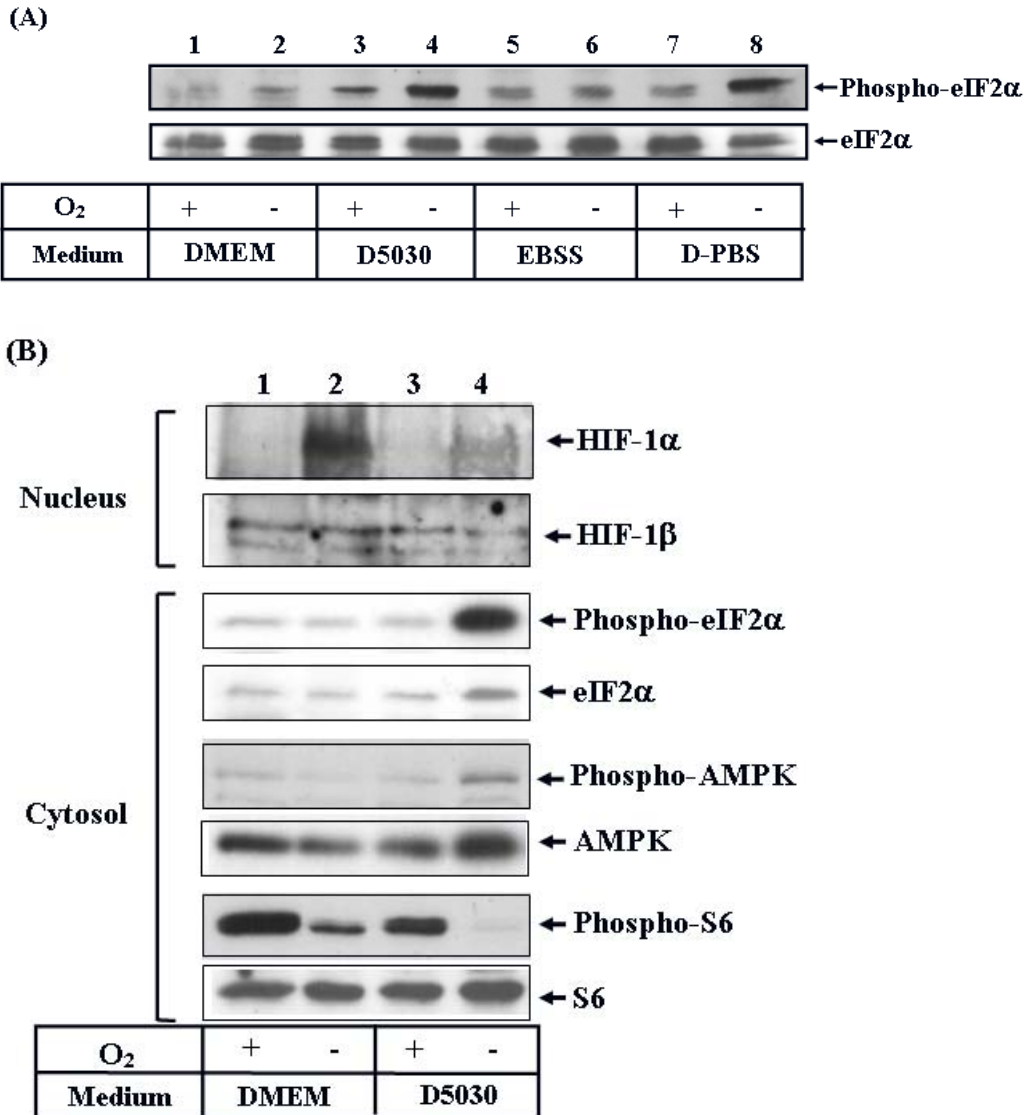 (A)
1 2 3 4 5 6 7 8
Phospho-eIF2α
eIF2α
O2 + - + - + - + -
Medium DMEM D5030 EBSS D-PBS
(B)
1 2 3 4
HIF-1α
Nucleus
HIF-1β
Phospho-eIF2α
eIF2α
Phospho-AMPK
Cytosol
AMPK
Phospho-S6
S6
O2 + - + -
Medium DMEM D5030